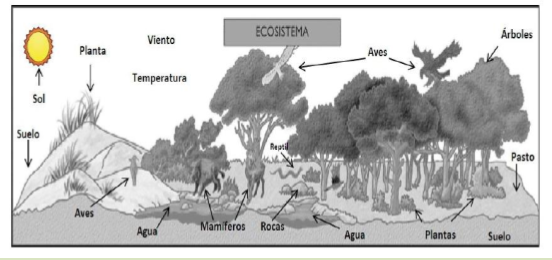 ECOSISTEMA
Viento
Árboles
Planta
Aves
Temperatura
Sol
Suelo
Reptil
Pasto
Aves
Agua
Mamíferos
Rocas
Agua
Plantas
Suelo